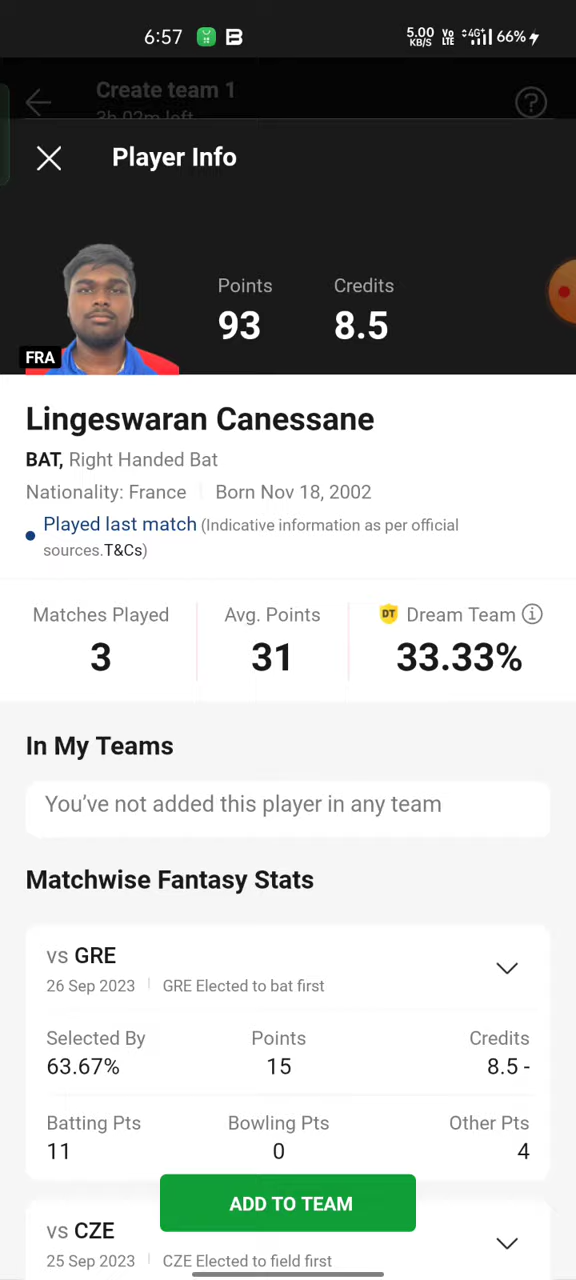 6:57 B 5.00 KB/S Vo LTE 4G+ 66%
Create team 1
3h 02m left
Player Info
Points Credits
93 8.5
FRA
Lingeswaran Canessane
BAT, Right Handed Bat
Nationality: France Born Nov 18, 2002
Played last match (Indicative information as per official
sources.T&Cs)
Matches Played Avg. Points DT Dream Team
3 31 33.33%
In My Teams
You’ve not added this player in any team
Matchwise Fantasy Stats
vs GRE
26 Sep 2023 GRE Elected to bat first
Selected By Points Credits
63.67% 15 8.5 -
Batting Pts Bowling Pts Other Pts
11 0 4
ADD TO TEAM
vs CZE
25 Sep 2023 CZE Elected to field first